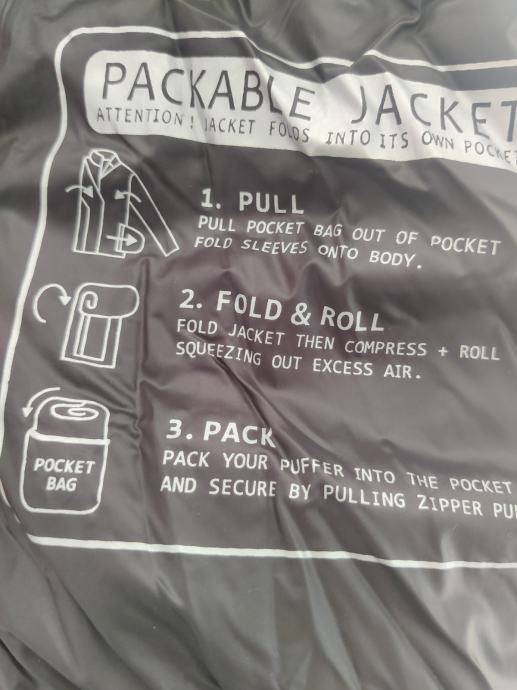 PACKABLE JACKET
ATTENTION! JACKET FOLDS INTO ITS OWN POCKET
1. PULL
PULL POCKET BAG OUT OF POCKET
FOLD SLEEVES ONTO BODY.
2. FOLD & ROLL
FOLD JACKET THEN COMPRESS + ROLL
SQUEEZING OUT EXCESS AIR.
POCKET
BAG
3. PACK
PACK YOUR PUFFER INTO THE POCKET
AND SECURE BY PULLING ZIPPER